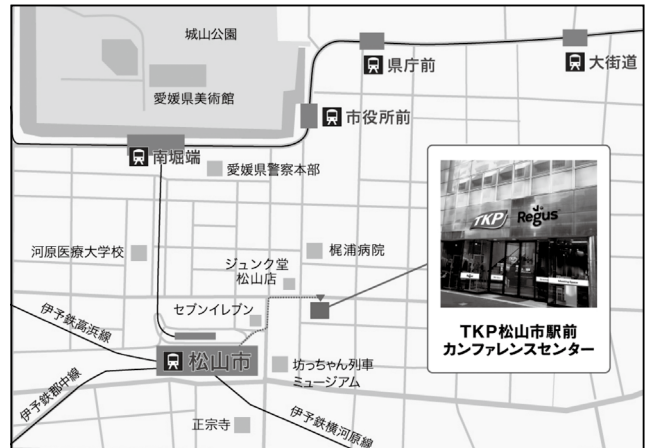 城山公園
愛媛県美術館
県庁前
大街道
市役所前
南堀端
愛媛県警察本部
河原医療大学校
ジュンク堂
松山店
梶浦病院
TKP
Regus
セブンイレブン
伊予鉄高浜線
松山市
坊っちゃん列車
ミュージアム
TKP松山市駅前
カンファレンスセンター
伊予鉄郡中線
正宗寺
伊予鉄横河原線